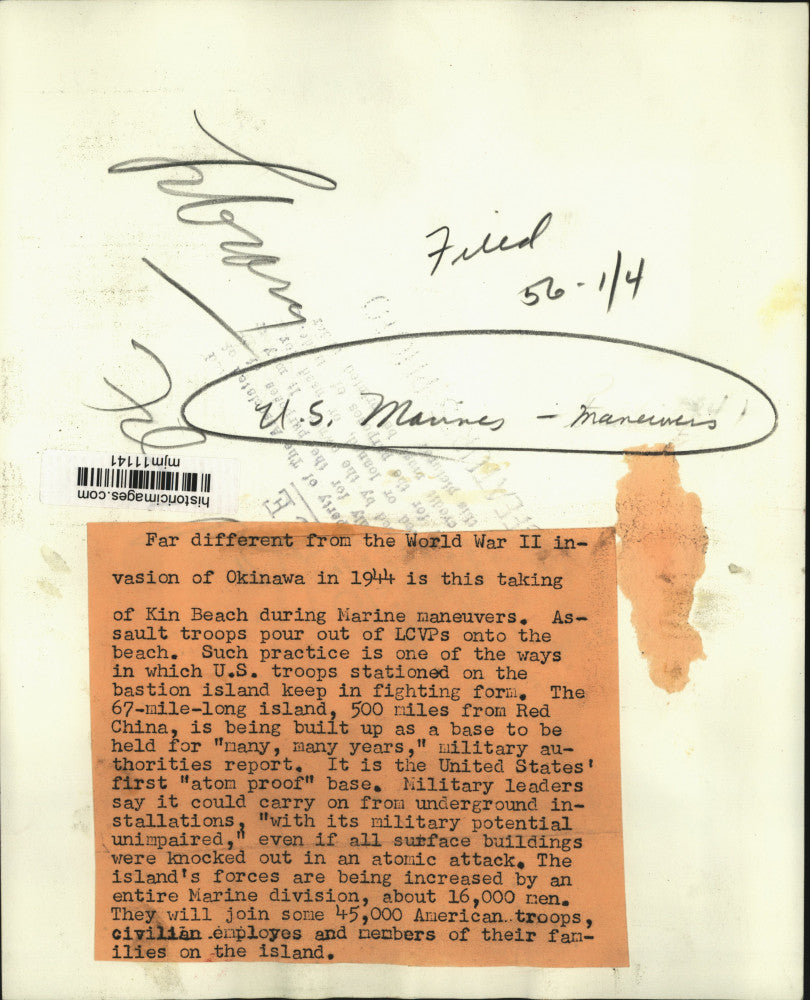 Library
Filed
56-1/4
U.S. Marines - maneuvers
historicimages.com
mjm11141
Far different from the World War II in-
vasion of Okinawa in 1944 is this taking
of Kin Beach during Marine maneuvers. As-
sault troops pour out of LCVPs onto the
beach. Such practice is one of the ways
in which U.S. troops stationed on the
bastion island keep in fighting form. The
67-mile-long island, 500 miles from Red
China, is being built up as a base to be
held for "many, many years," military au-
thorities report. It is the United States'
first "atom proof" base. Military leaders
say it could carry on from underground in-
stallations, "with its military potential
unimpaired," even if all surface buildings
were knocked out in an atomic attack. The
island's forces are being increased by an
entire Marine division, about 16,000 men.
They will join some 45,000 American troops,
civilian employes and members of their fam-
ilies on the island.